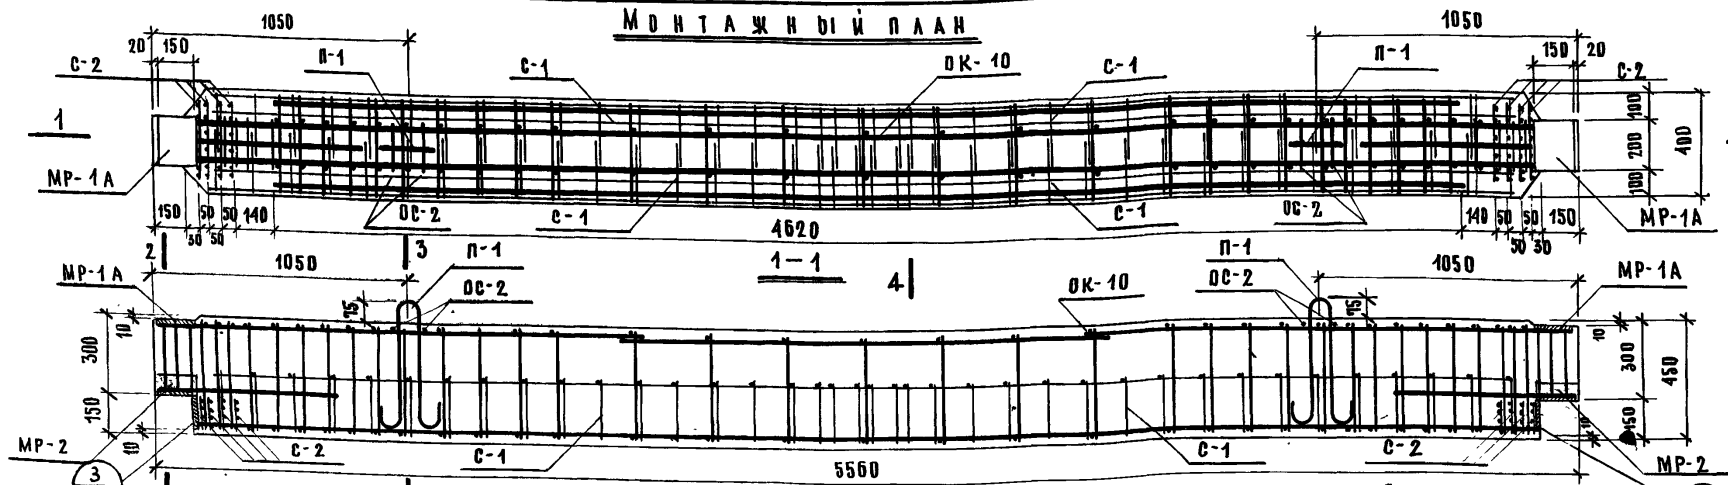 МОНТАЖНЫЙ ПЛАН
1050 1050
20 150 150 20
С-2 П-1 С-1 ОК-10 С-1 П-1 С-2
1
100
200 400
100
МР-1А МР-1А
ОС-2 С-1 С-1 ОС-2
150 50 50 140 4620 140 50 50 150
30 50 50 30
2 3 П-1 1-1 4 П-1
МР-1А 1050 1050 МР-1А
ОС-2 ОК-10 ОС-2
75 75
10 10
300 300 450
150 150
10 10
МР-2 С-2 С-1 С-1 С-2 МР-2
5560
3